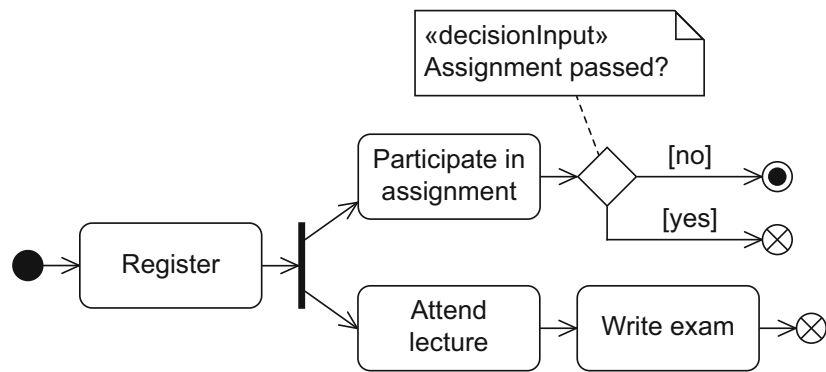 «decisionInput»
Assignment passed?
Participate in
assignment
[no]
[yes]
Register
Attend
lecture
Write exam